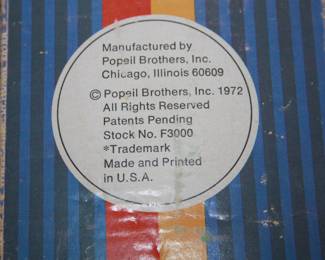 Manufactured by
Popeil Brothers, Inc.
Chicago, Illinois 60609
© Popeil Brothers, Inc. 1972
All Rights Reserved
Patents Pending
Stock No. F3000
*Trademark
Made and Printed
in U.S.A.